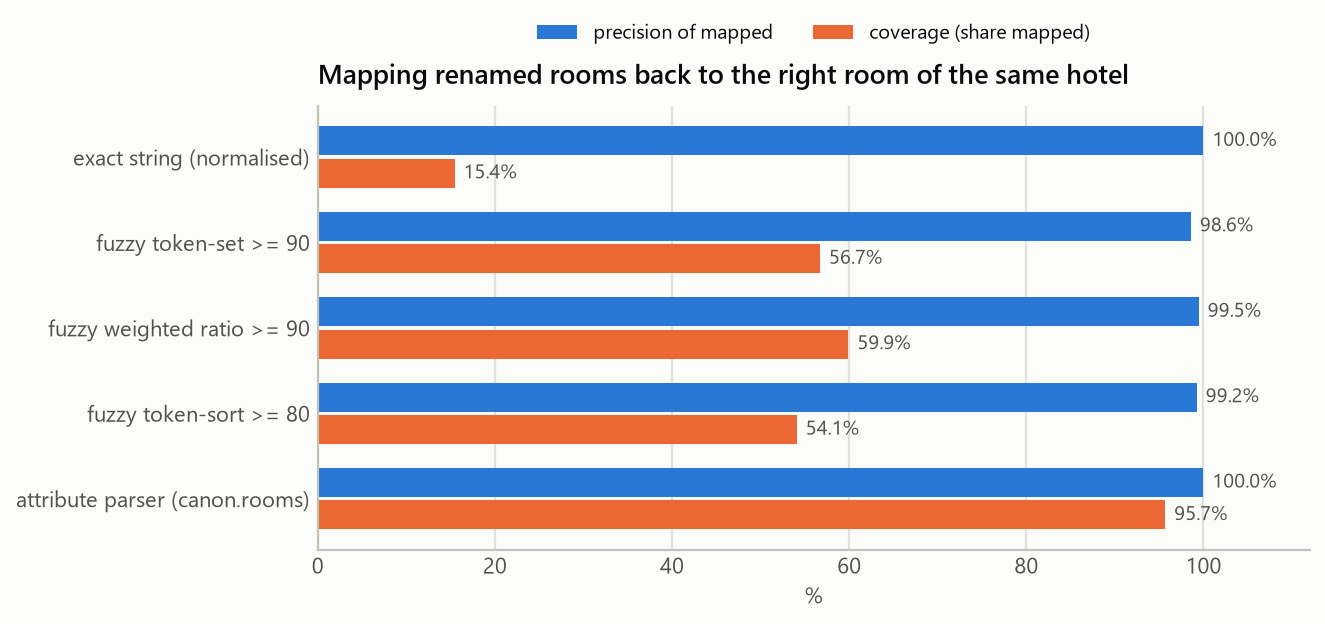 precision of mapped
coverage (share mapped)
Mapping renamed rooms back to the right room of the same hotel
exact string (normalised)
100.0%
15.4%
fuzzy token-set >= 90
98.6%
56.7%
fuzzy weighted ratio >= 90
99.5%
59.9%
fuzzy token-sort >= 80
99.2%
54.1%
attribute parser (canon.rooms)
100.0%
95.7%
0 20 40 60 80 100
%